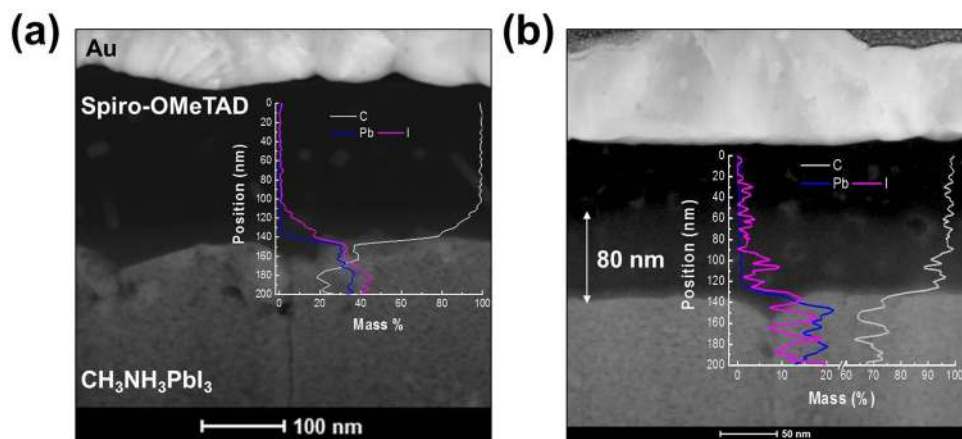 (a)
Au
Spiro-OMeTAD
CH₃NH₃PbI₃
100 nm
C
Pb
I
Position (nm)
0
20
40
60
80
100
120
140
160
180
200
0
20
40
60
80
100
Mass %
(b)
80 nm
50 nm
C
Pb
I
Position (nm)
0
20
40
60
80
100
120
140
160
180
200
0
10
20
60
70
80
90
100
Mass (%)